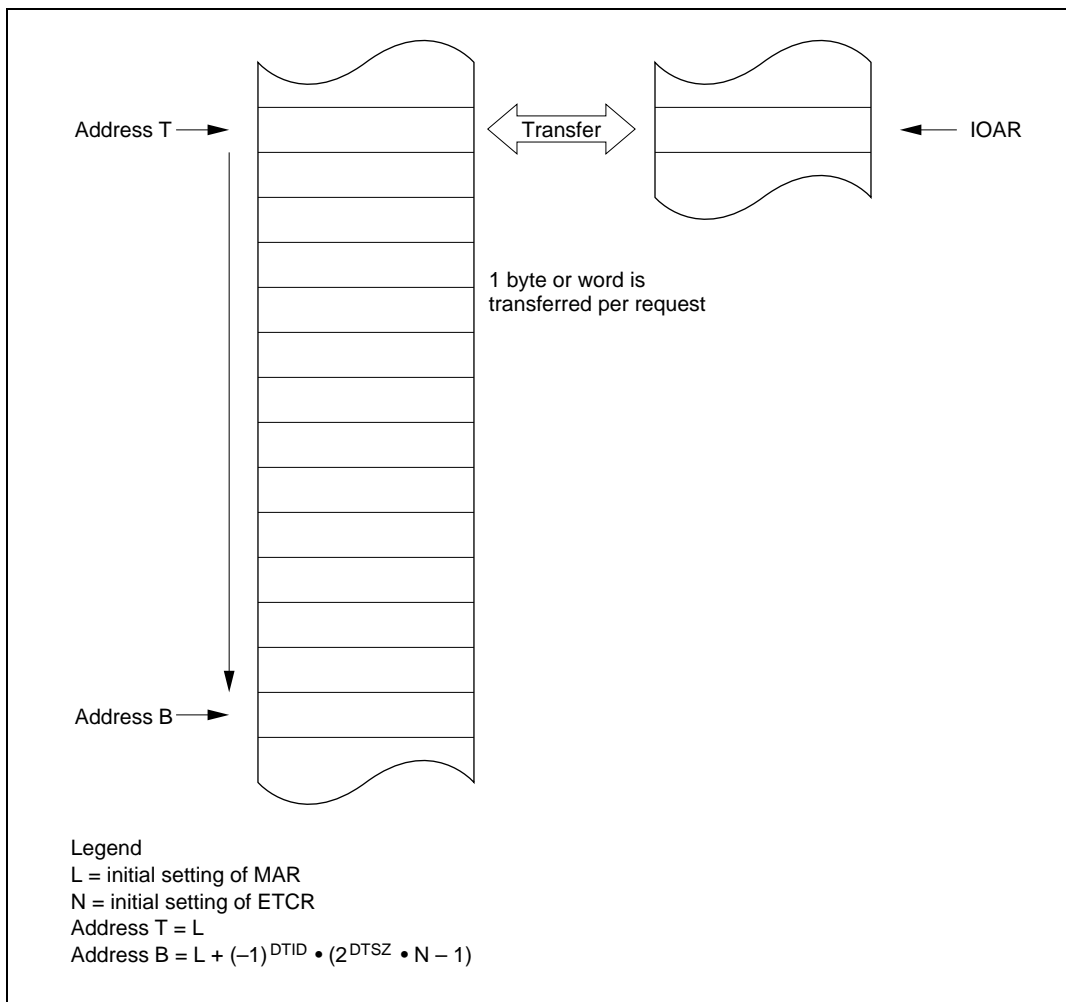 Address T
Transfer
IOAR
1 byte or word is
transferred per request
Address B
Legend
L = initial setting of MAR
N = initial setting of ETCR
Address T = L
Address B = L + (–1)^DTID • (2^DTSZ • N – 1)